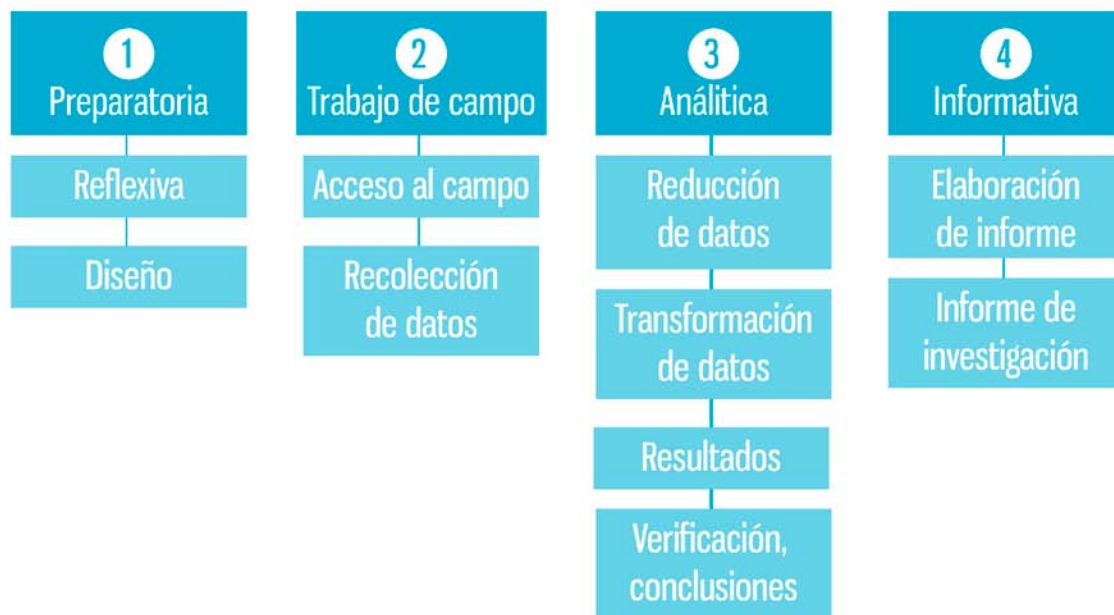 1
Preparatoria
Reflexiva
Diseño
2
Trabajo de campo
Acceso al campo
Recolección
de datos
3
Análitica
Reducción
de datos
Transformación
de datos
Resultados
Verificación,
conclusiones
4
Informativa
Elaboración
de informe
Informe de
investigación